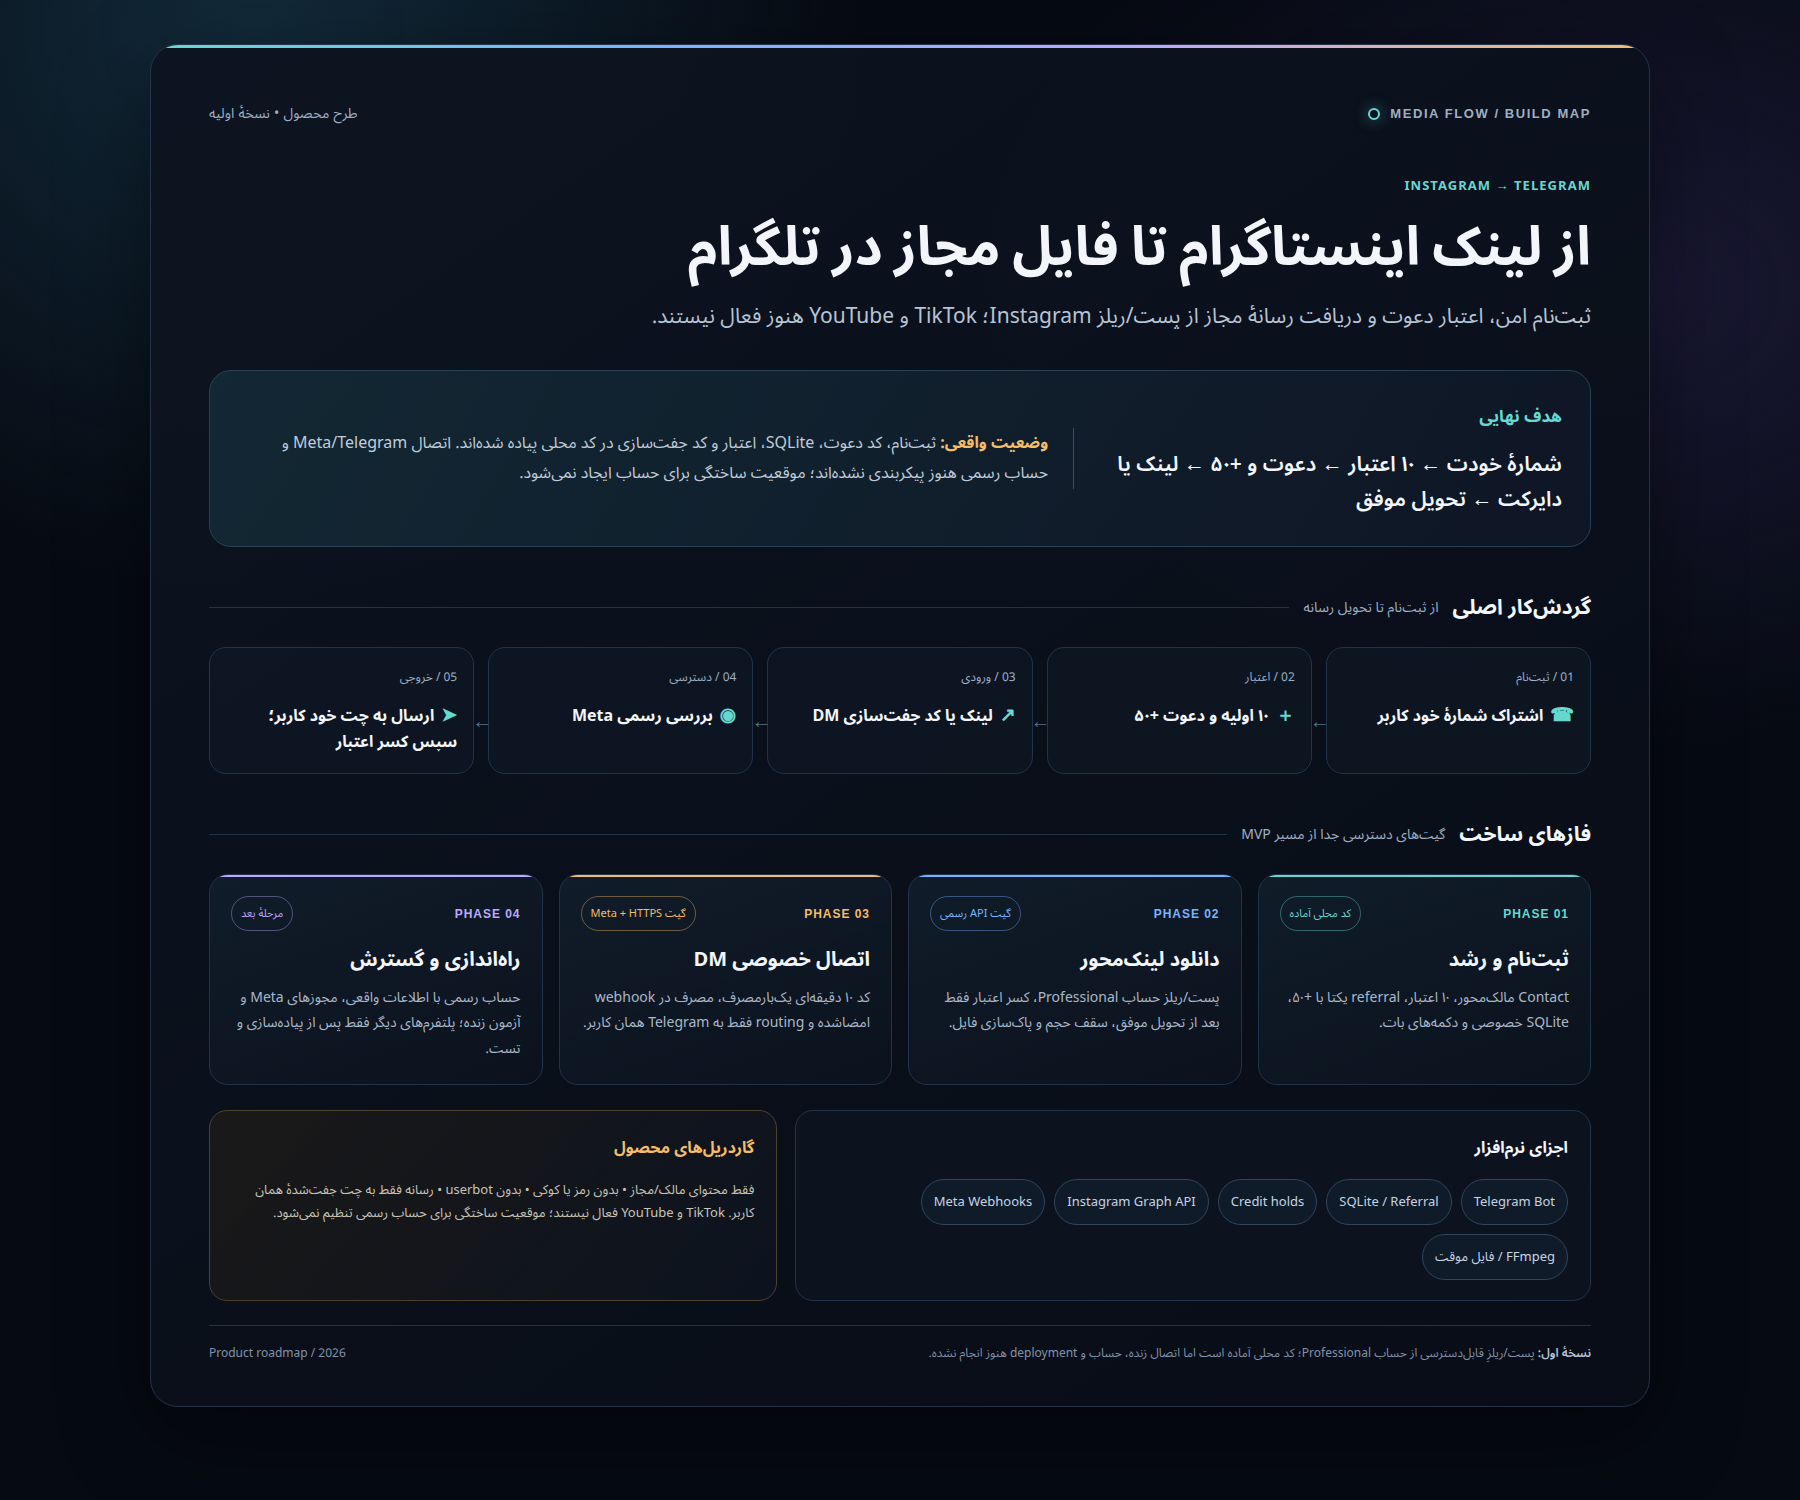 MEDIA FLOW / BUILD MAP
طرح محصول • نسخهٔ اولیه
INSTAGRAM → TELEGRAM
از لینک اینستاگرام تا فایل مجاز در تلگرام
ثبت‌نام امن، اعتبار دعوت و دریافت رسانهٔ مجاز از پست/ریلز Instagram؛ TikTok و YouTube هنوز فعال نیستند.
هدف نهایی
شمارهٔ خودت ← ۱۰ اعتبار ← دعوت و +۵۰ ← لینک یا
دایرکت ← تحویل موفق
وضعیت واقعی: ثبت‌نام، کد دعوت، SQLite، اعتبار و کد جفت‌سازی در کد محلی پیاده شده‌اند. اتصال Meta/Telegram و
حساب رسمی هنوز پیکربندی نشده‌اند؛ موقعیت ساختگی برای حساب ایجاد نمی‌شود.
گردش‌کار اصلی
از ثبت‌نام تا تحویل رسانه
01 / ثبت‌نام
☎ اشتراک شمارهٔ خود کاربر
←
02 / اعتبار
+ ۱۰ اولیه و دعوت +۵۰
←
03 / ورودی
↗ لینک یا کد جفت‌سازی DM
←
04 / دسترسی
◉ بررسی رسمی Meta
←
05 / خروجی
➤ ارسال به چت خود کاربر؛
سپس کسر اعتبار
فازهای ساخت
گیت‌های دسترسی جدا از مسیر MVP
PHASE 01
کد محلی آماده
ثبت‌نام و رشد
Contact مالک‌محور، ۱۰ اعتبار، referral یکتا با +۵۰،
SQLite خصوصی و دکمه‌های بات.
PHASE 02
گیت API رسمی
دانلود لینک‌محور
پست/ریلز حساب Professional، کسر اعتبار فقط
بعد از تحویل موفق، سقف حجم و پاک‌سازی فایل.
PHASE 03
گیت Meta + HTTPS
اتصال خصوصی DM
کد ۱۰ دقیقه‌ای یک‌بارمصرف، مصرف در webhook
امضاشده و routing فقط به Telegram همان کاربر.
PHASE 04
مرحلهٔ بعد
راه‌اندازی و گسترش
حساب رسمی با اطلاعات واقعی، مجوزهای Meta و
آزمون زنده؛ پلتفرم‌های دیگر فقط پس از پیاده‌سازی و
تست.
اجزای نرم‌افزار
Telegram Bot
SQLite / Referral
Credit holds
Instagram Graph API
Meta Webhooks
FFmpeg / فایل موقت
گاردریل‌های محصول
فقط محتوای مالک/مجاز • بدون رمز یا کوکی • بدون userbot • رسانه فقط به چت جفت‌شدهٔ همان
کاربر. TikTok و YouTube فعال نیستند؛ موقعیت ساختگی برای حساب رسمی تنظیم نمی‌شود.
نسخهٔ اول: پست/ریلزِ قابل‌دسترسی از حساب Professional؛ کد محلی آماده است اما اتصال زنده، حساب و deployment هنوز انجام نشده.
Product roadmap / 2026